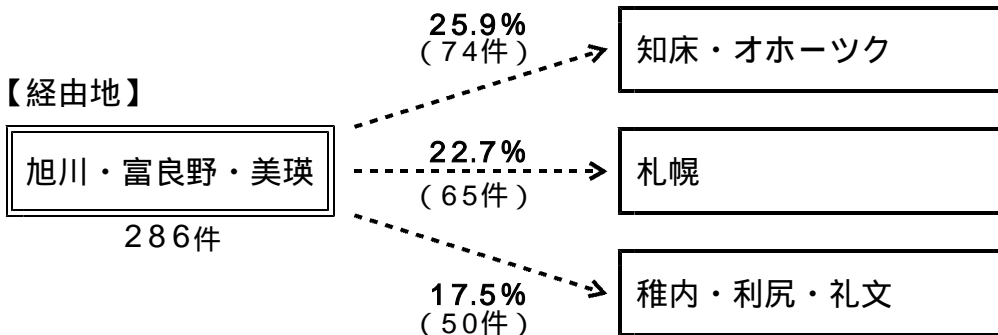 25.9%
(74件)
知床・オホーツク
【経由地】
旭川・富良野・美瑛
286件
22.7%
(65件)
札幌
17.5%
(50件)
稚内・利尻・礼文